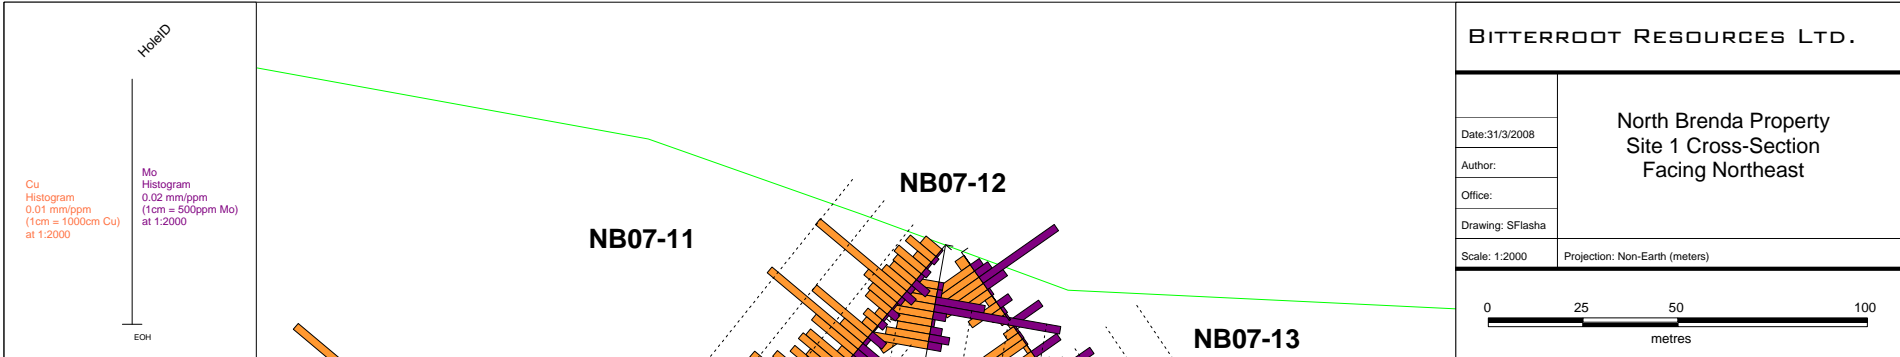 HoleID
Cu
Histogram
0.01 mm/ppm
(1cm = 1000cm Cu)
at 1:2000
Mo
Histogram
0.02 mm/ppm
(1cm = 500ppm Mo)
at 1:2000
EOH
NB07-11
NB07-12
NB07-13
BITTERROOT RESOURCES LTD.
Date:31/3/2008
Author:
Office:
Drawing: SFlasha
Scale: 1:2000
North Brenda Property
Site 1 Cross-Section
Facing Northeast
Projection: Non-Earth (meters)
0 25 50 100
metres